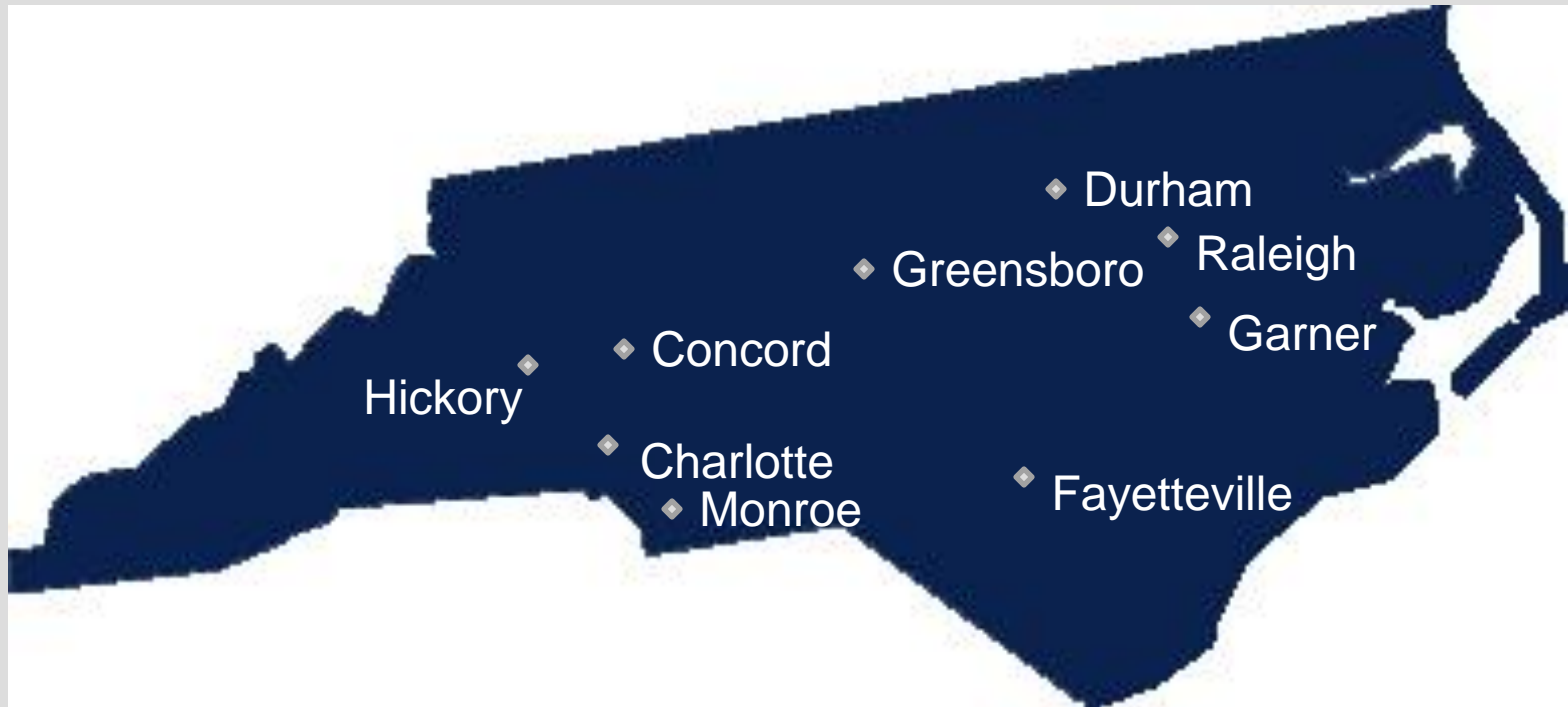 Durham
Raleigh
Greensboro
Garner
Concord
Hickory
Charlotte
Fayetteville
Monroe